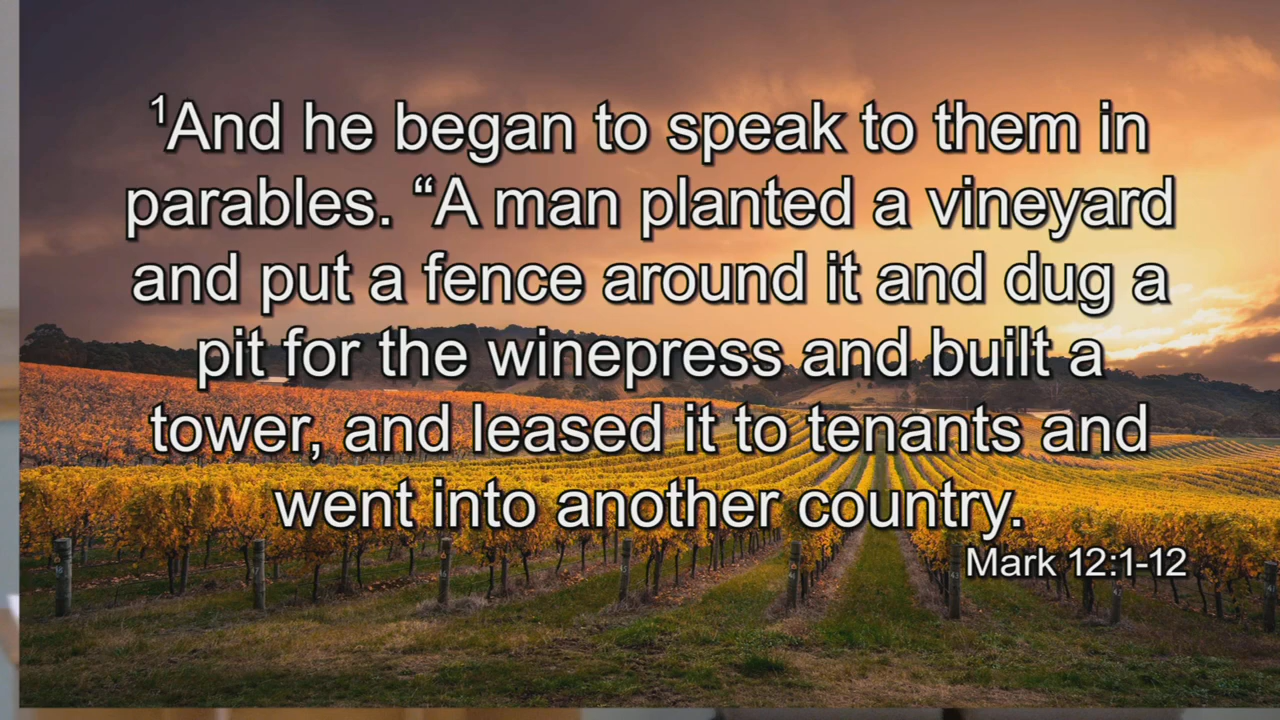 ¹And he began to speak to them in
parables. “A man planted a vineyard
and put a fence around it and dug a
pit for the winepress and built a
tower, and leased it to tenants and
went into another country.
Mark 12:1-12